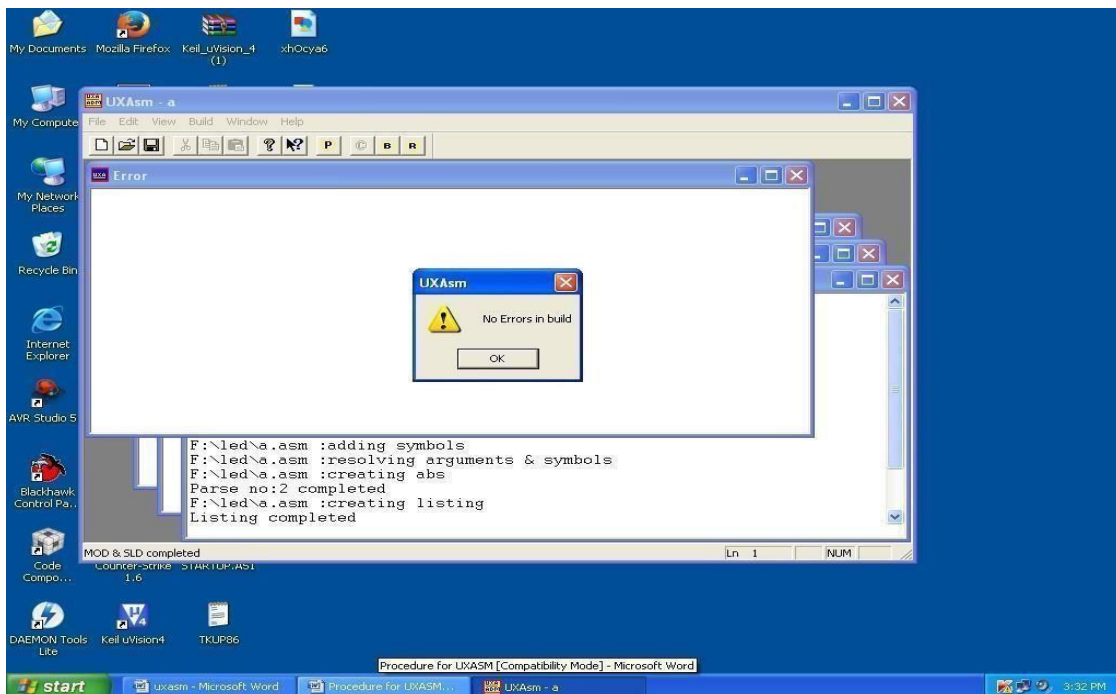 My Documents
Mozilla Firefox
Keil_uVision_4
(1)
xhOcya6
My Compute
UXAsm - a
File Edit View Build Window Help
P C B R
My Network
Places
Error
Recycle Bin
UXAsm
No Errors in build
OK
Internet
Explorer
AVR Studio 5
F:\led\a.asm :adding symbols
F:\led\a.asm :resolving arguments & symbols
F:\led\a.asm :creating abs
Parse no:2 completed
F:\led\a.asm :creating listing
Listing completed
Blackhawk
Control Pa..
MOD & SLD completed
Ln 1
NUM
Code
Compo...
Counter-Strike
1.6
STARTUP.A51
DAEMON Tools
Lite
Keil uVision4
TKUP86
Procedure for UXASM [Compatibility Mode] - Microsoft Word
start
uxasm - Microsoft Word
Procedure for UXASM...
UXAsm - a
3:32 PM